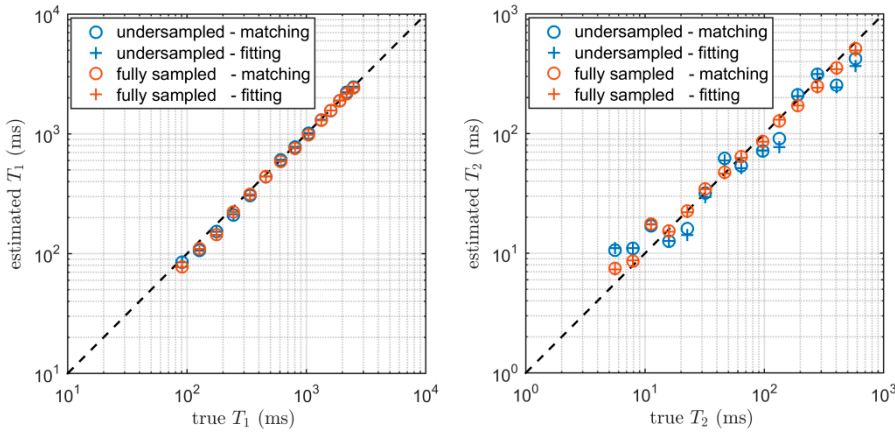 10^4
undersampled - matching
undersampled - fitting
fully sampled - matching
fully sampled - fitting
10^3
10^2
10^1
estimated T_1 (ms)
10^1 10^2 10^3 10^4
true T_1 (ms)
10^3
undersampled - matching
undersampled - fitting
fully sampled - matching
fully sampled - fitting
10^2
10^1
10^0
estimated T_2 (ms)
10^0 10^1 10^2 10^3
true T_2 (ms)